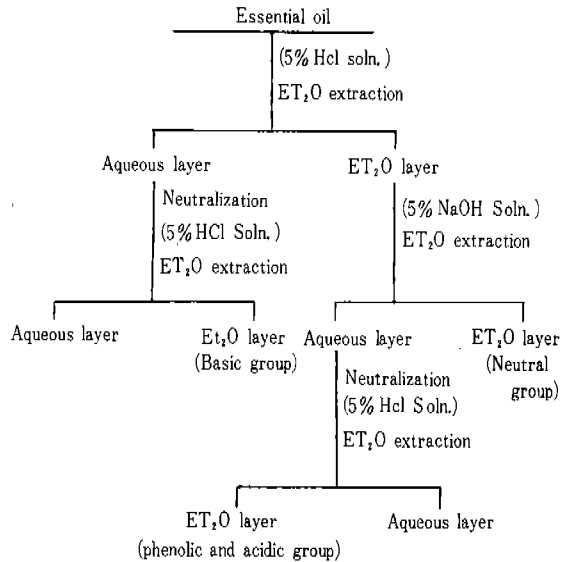 Essential oil
(5% Hcl soln.)
ET₂O extraction
Aqueous layer
ET₂O layer
Neutralization
(5% HCl Soln.)
ET₂O extraction
(5% NaOH Soln.)
ET₂O extraction
Aqueous layer
Et₂O layer
(Basic group)
Aqueous layer
ET₂O layer
(Neutral
group)
Neutralization
(5% Hcl Soln.)
ET₂O extraction
ET₂O layer
(phenolic and acidic group)
Aqueous layer